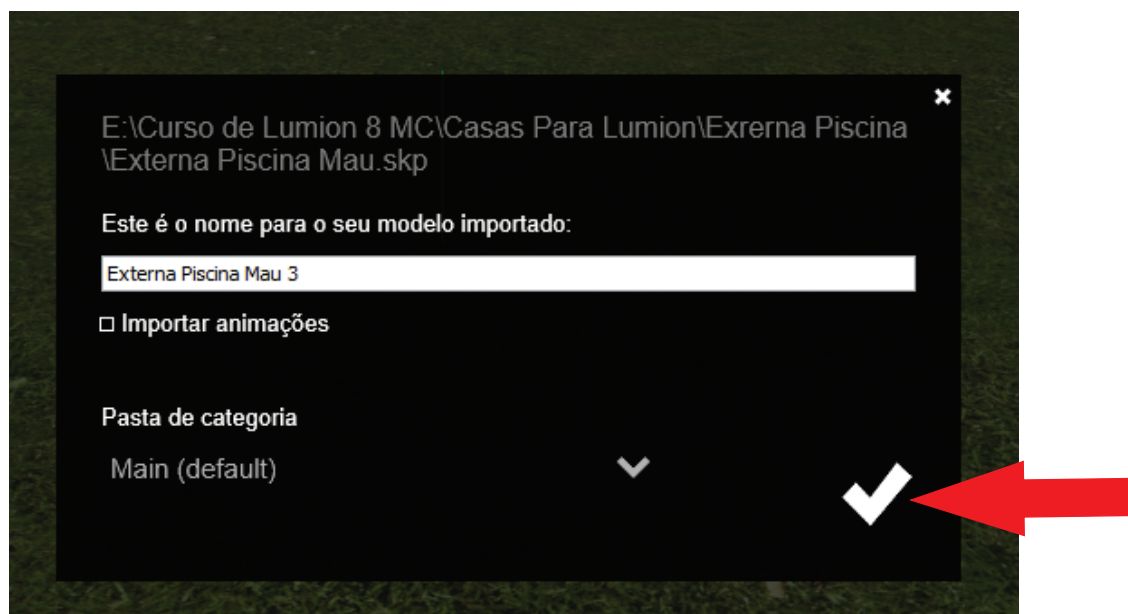 E:\Curso de Lumion 8 MC\Casas Para Lumion\Exrerna Piscina
\Externa Piscina Mau.skp
Este é o nome para o seu modelo importado:
Externa Piscina Mau 3
Importar animações
Pasta de categoria
Main (default)